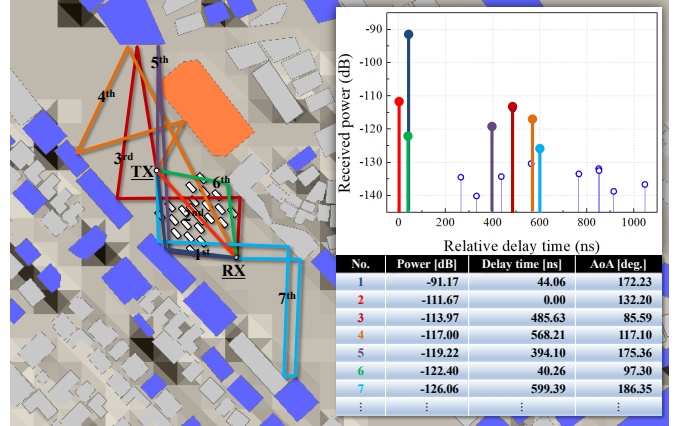 5th
4th
3rd
TX
6th
2nd
1st
RX
7th
Received power (dB)
-90
-100
-110
-120
-130
-140
0
200
400
600
800
1000
Relative delay time (ns)
No. Power [dB] Delay time [ns] AoA [deg.]
1 -91.17 44.06 172.23
2 -111.67 0.00 132.20
3 -113.97 485.63 85.59
4 -117.00 568.21 117.10
5 -119.22 394.10 175.36
6 -122.40 40.26 97.30
7 -126.06 599.39 186.35
⋮ ⋮ ⋮ ⋮